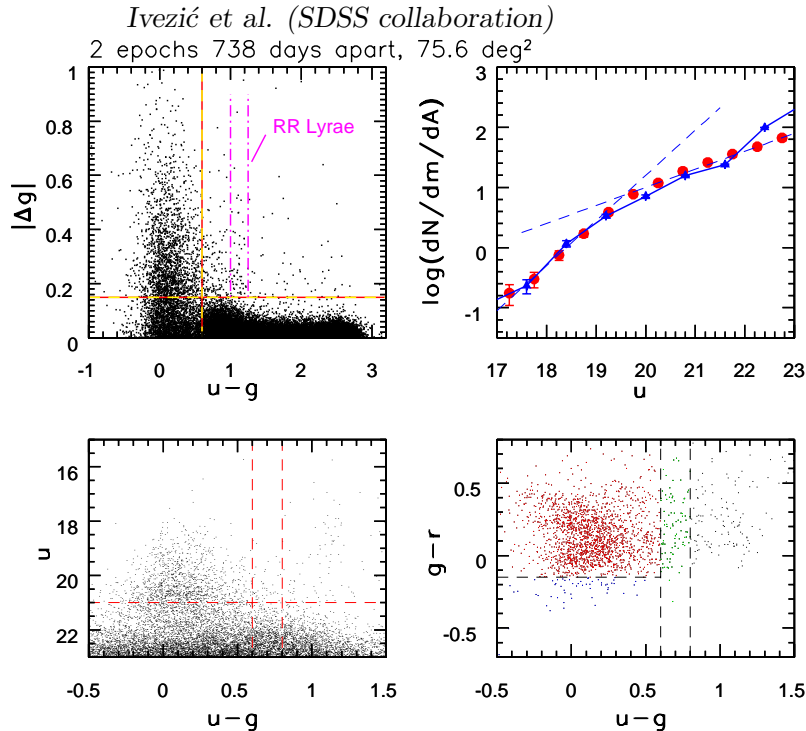 Ivezić et al. (SDSS collaboration)
2 epochs 738 days apart, 75.6 deg²
1
0.8
0.6
0.4
0.2
0
|Δg|
RR Lyrae
-1 0 1 2 3
u-g
3
2
1
0
-1
log(dN/dm/dA)
17 18 19 20 21 22 23
u
16
18
20
22
u
-0.5 0 0.5 1 1.5
u-g
0.5
0
-0.5
g-r
-0.5 0 0.5 1 1.5
u-g